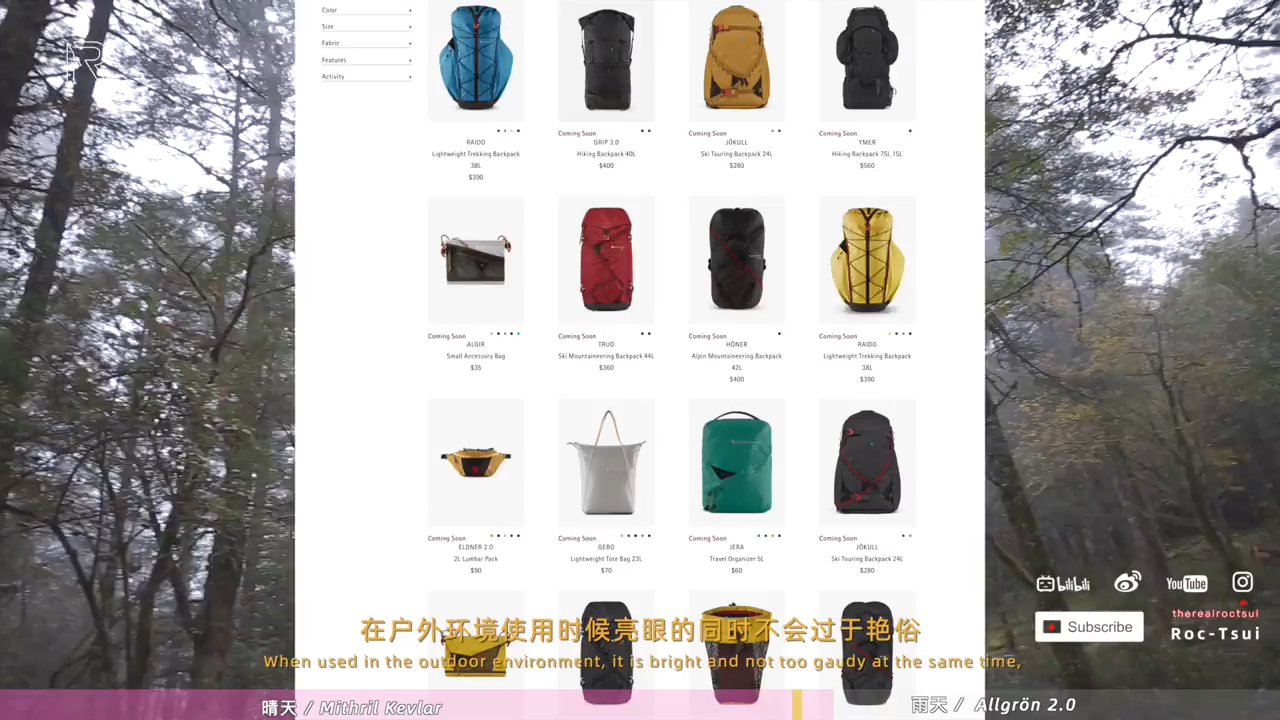 Color +
Size +
Fabric +
Features +
Activity +
RAIDO
Lightweight Trekking Backpack
38L
$390
Coming Soon
GRIP 3.0
Hiking Backpack 40L
$400
Coming Soon
JÖKULL
Ski Touring Backpack 24L
$280
Coming Soon
YMER
Hiking Backpack 75L 15L
$560
Coming Soon
ALGIR
Small Accessory Bag
$35
Coming Soon
TRUD
Ski Mountaineering Backpack 44L
$360
Coming Soon
HÖNER
Alpin Mountaineering Backpack
42L
$400
Coming Soon
RAIDO
Lightweight Trekking Backpack
38L
$390
Coming Soon
ELDNER 2.0
2L Lumbar Pack
$90
Coming Soon
GEBO
Lightweight Tote Bag 23L
$70
Coming Soon
JERA
Travel Organizer 5L
$60
Coming Soon
JÖKULL
Ski Touring Backpack 24L
$280
bilibili
YouTube
Subscribe
therealroctsui
Roc-Tsui
在户外环境使用时候亮眼的同时不会过于艳俗
When used in the outdoor environment, it is bright and not too gaudy at the same time,
晴天 / Mithril Kevlar
雨天 / Allgrön 2.0